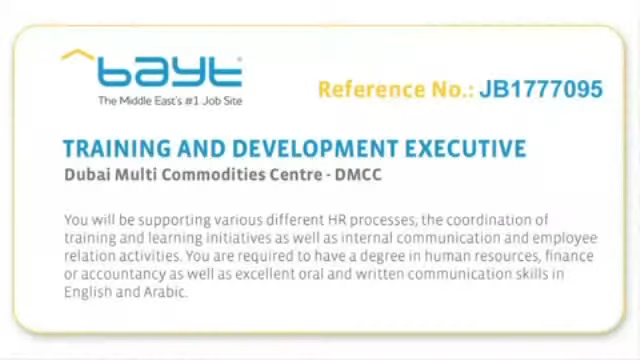 bayt
The Middle East's #1 Job Site
Reference No.: JB1777095
TRAINING AND DEVELOPMENT EXECUTIVE
Dubai Multi Commodities Centre - DMCC
You will be supporting various different HR processes, the coordination of
training and learning initiatives as well as internal communication and employee
relation activities. You are required to have a degree in human resources, finance
or accountancy as well as excellent oral and written communication skills in
English and Arabic.